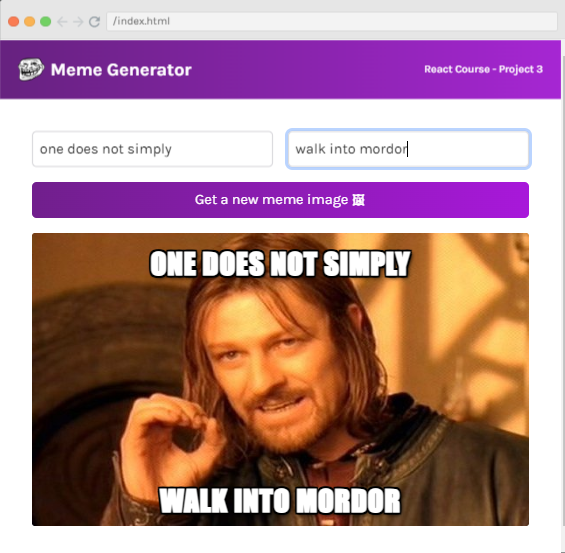 /index.html
Meme Generator
React Course - Project 3
one does not simply
walk into mordor
Get a new meme image 🖼
ONE DOES NOT SIMPLY
WALK INTO MORDOR